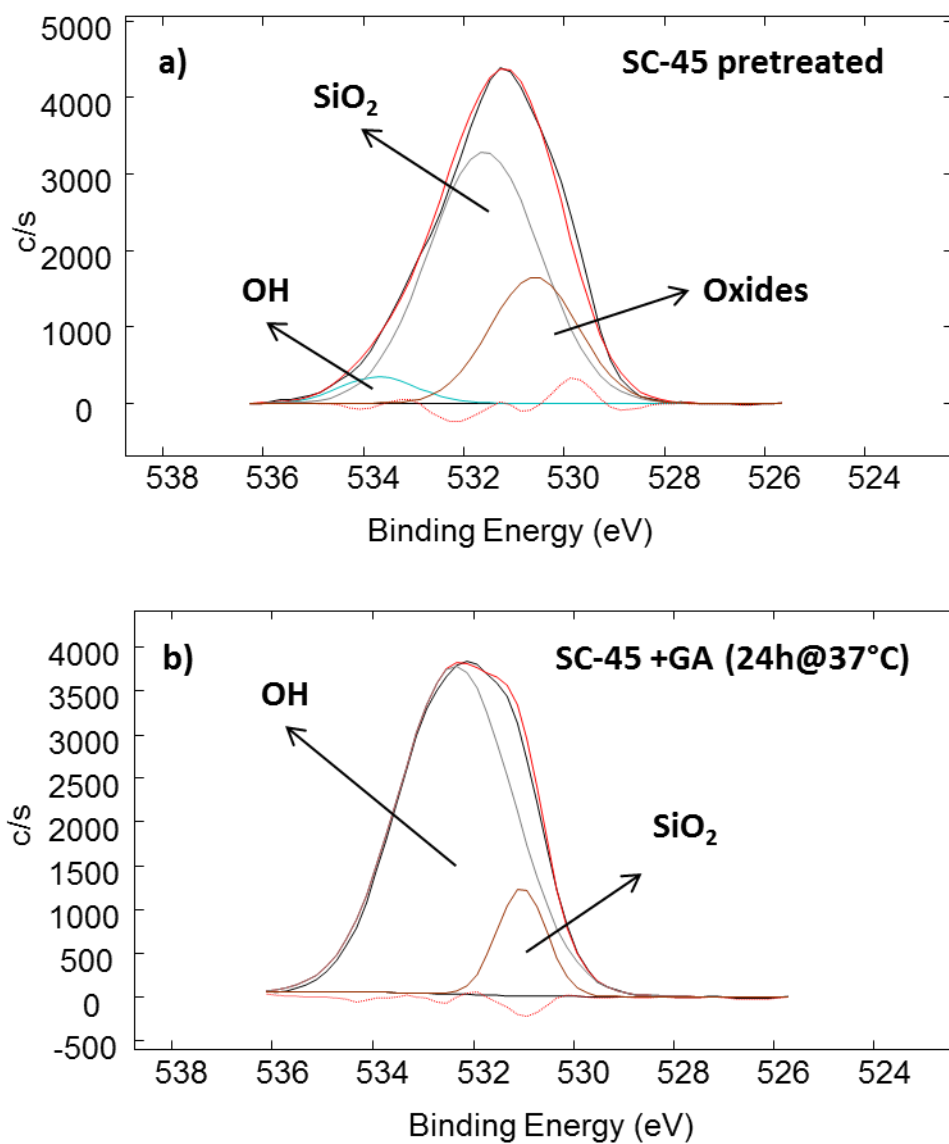 5000
a)
SC-45 pretreated
SiO₂
4000
3000
c/s
2000
OH
Oxides
1000
0
538 536 534 532 530 528 526 524
Binding Energy (eV)
4000
b)
SC-45 +GA (24h@37°C)
3500
OH
3000
2500
2000
c/s
SiO₂
1500
1000
500
0
-500
538 536 534 532 530 528 526 524
Binding Energy (eV)